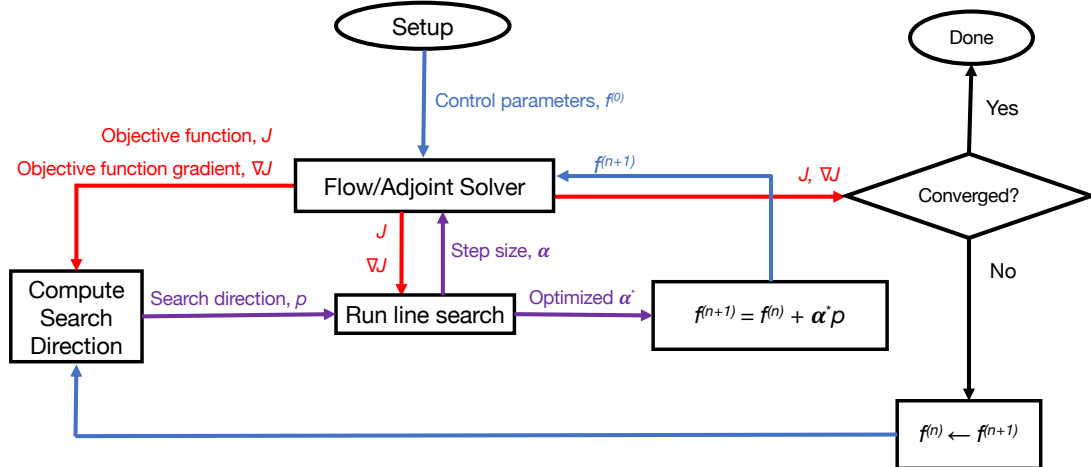 Setup
Done
Control parameters, f⁽⁰⁾
Yes
Objective function, J
Objective function gradient, ∇J
f⁽ⁿ⁺¹⁾
J, ∇J
Flow/Adjoint Solver
Converged?
J
∇J
Step size, α
No
Compute
Search
Direction
Search direction, p
Run line search
Optimized α*
f⁽ⁿ⁺¹⁾ = f⁽ⁿ⁾ + α*p
f⁽ⁿ⁾ ← f⁽ⁿ⁺¹⁾